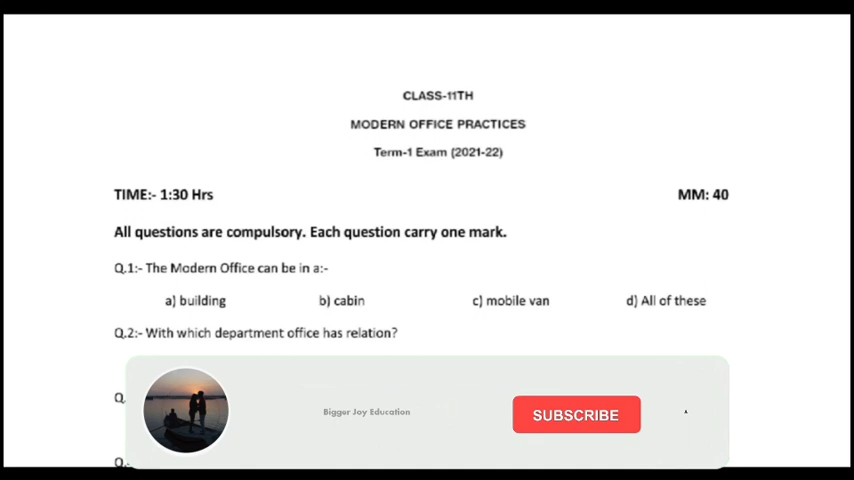 CLASS-11TH
MODERN OFFICE PRACTICES
Term-1 Exam (2021-22)
TIME:- 1:30 Hrs MM: 40
All questions are compulsory. Each question carry one mark.
Q.1:- The Modern Office can be in a:-
a) building b) cabin c) mobile van d) All of these
Q.2:- With which department office has relation?
Q.
Bigger Joy Education SUBSCRIBE
Q.